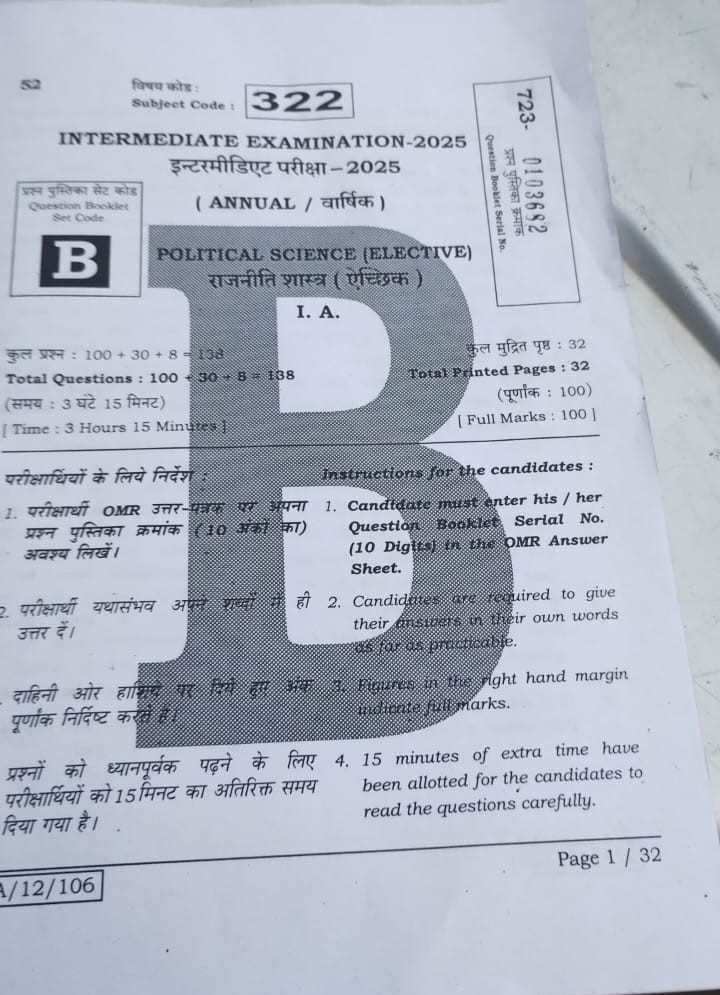 52
विषय कोड :
Subject Code :
322
INTERMEDIATE EXAMINATION-2025
इन्टरमीडिएट परीक्षा – 2025
( ANNUAL / वार्षिक )
प्रश्न पुस्तिका सेट कोड
Question Booklet
Set Code
B
POLITICAL SCIENCE (ELECTIVE)
राजनीति शास्त्र ( ऐच्छिक )
I. A.
723- 0103692
प्रश्न पुस्तिका क्रमांक
Question Booklet Serial No.
कुल प्रश्न : 100 + 30 + 8 = 138
Total Questions : 100 + 30 + 8 = 138
(समय : 3 घंटे 15 मिनट)
[ Time : 3 Hours 15 Minutes ]
कुल मुद्रित पृष्ठ : 32
Total Printed Pages : 32
(पूर्णांक : 100)
[ Full Marks : 100 ]
परीक्षार्थियों के लिये निर्देश :
1. परीक्षार्थी OMR उत्तर-पत्रक पर अपना
प्रश्न पुस्तिका क्रमांक (10 अंकों का)
अवश्य लिखें।
2. परीक्षार्थी यथासंभव अपने शब्दों में ही
उत्तर दें।
दाहिनी ओर हाशिये पर दिये हुए अंक
पूर्णांक निर्दिष्ट करते हैं।
प्रश्नों को ध्यानपूर्वक पढ़ने के लिए
परीक्षार्थियों को 15 मिनट का अतिरिक्त समय
दिया गया है।
Instructions for the candidates :
1. Candidate must enter his / her
Question Booklet Serial No.
(10 Digits) in the OMR Answer
Sheet.
2. Candidates are required to give
their answers in their own words
as far as practicable.
3. Figures in the right hand margin
indicate full marks.
4. 15 minutes of extra time have
been allotted for the candidates to
read the questions carefully.
A/12/106
Page 1 / 32